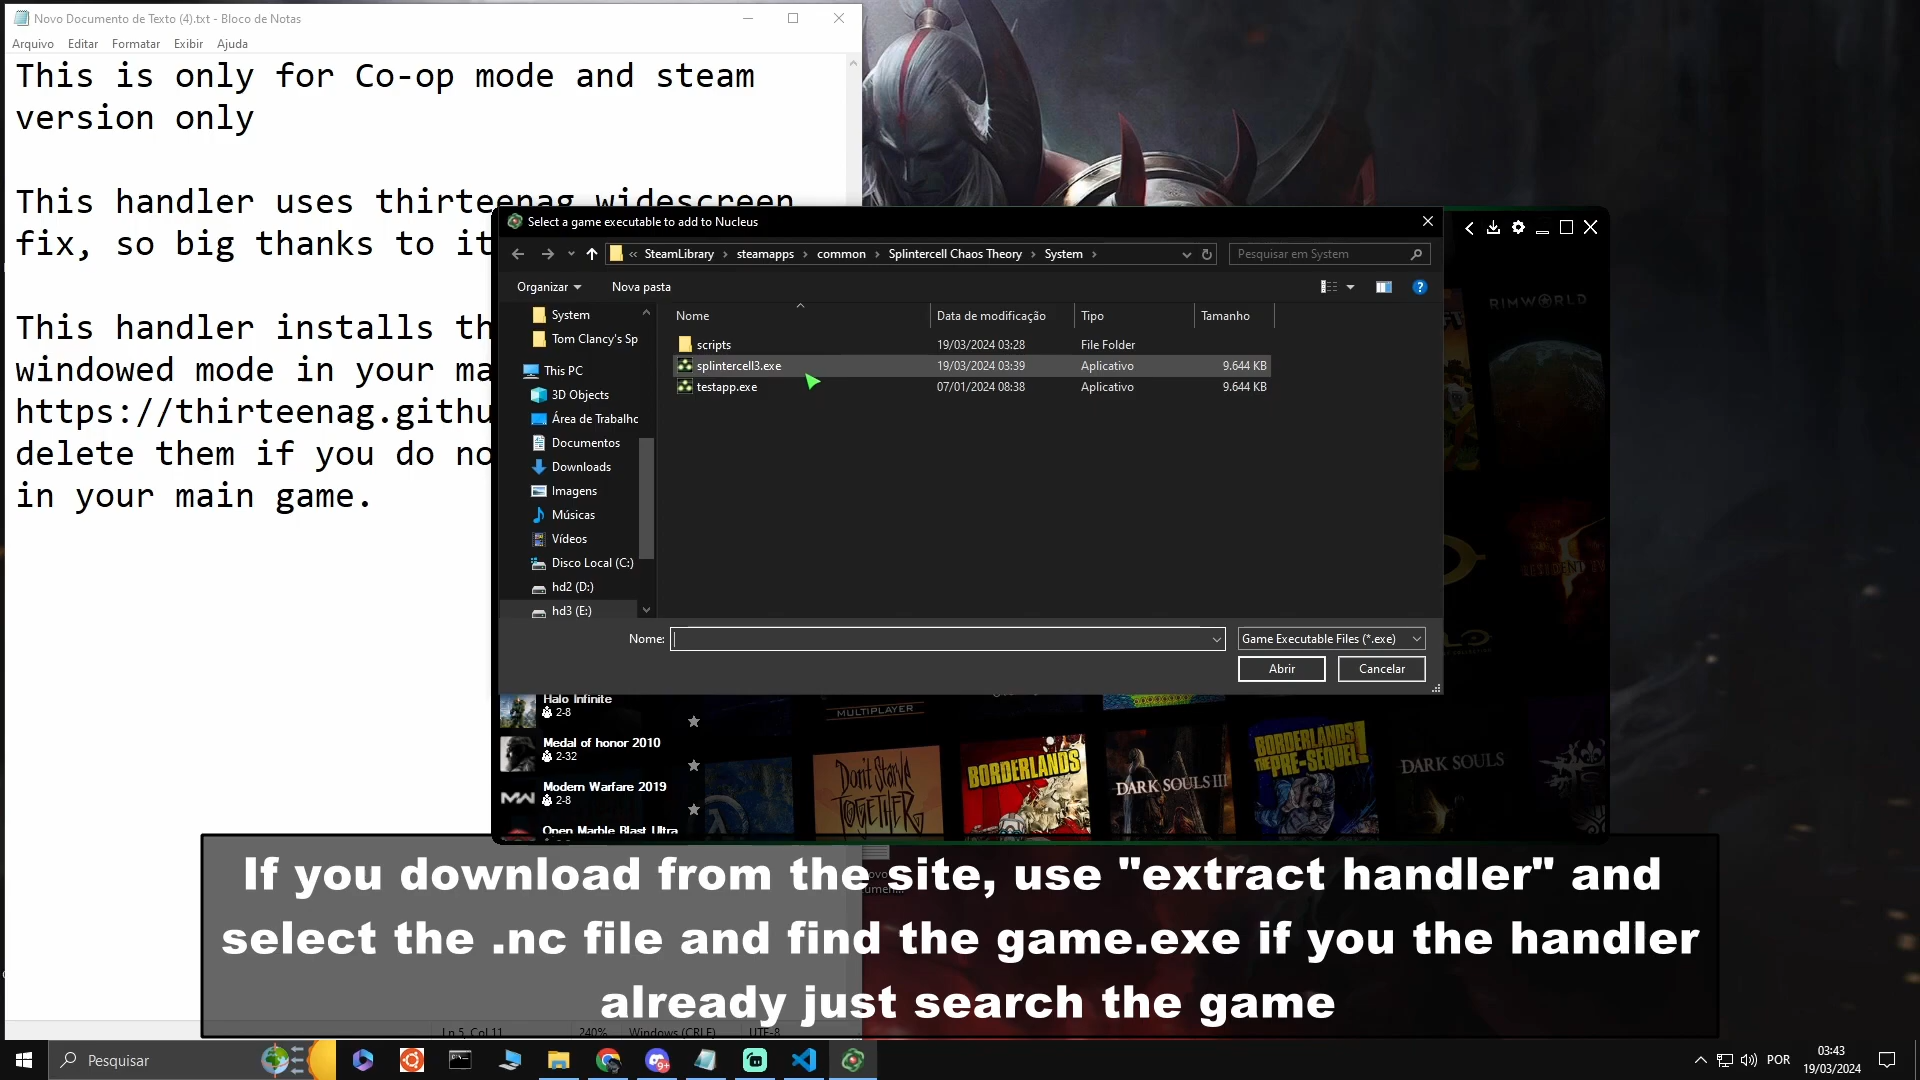 Novo Documento de Texto (4).txt - Bloco de Notas
Arquivo Editar Formatar Exibir Ajuda
This is only for Co-op mode and steam
version only
This handler uses thirteenag widescreen
fix, so big thanks to it
This handler installs th
windowed mode in your ma
https://thirteenag.githu
delete them if you do no
in your main game.
Select a game executable to add to Nucleus
« SteamLibrary › steamapps › common › Splintercell Chaos Theory › System ›
Pesquisar em System
Organizar Nova pasta
Nome Data de modificação Tipo Tamanho
scripts 19/03/2024 03:28 File Folder
splintercell3.exe 19/03/2024 03:39 Aplicativo 9.644 KB
testapp.exe 07/01/2024 08:38 Aplicativo 9.644 KB
System
Tom Clancy's Sp
This PC
3D Objects
Área de Trabalho
Documentos
Downloads
Imagens
Músicas
Vídeos
Disco Local (C:)
hd2 (D:)
hd3 (E:)
Nome:
Game Executable Files (*.exe)
Abrir Cancelar
RIMWORLD
RESIDENT EVIL
Halo Infinite
2-8
Medal of honor 2010
2-32
Modern Warfare 2019
2-8
Open Marble Blast Ultra
MULTIPLAYER
Don't Starve
TOGETHER
BORDERLANDS
DARK SOULS III
BORDERLANDS
THE PRE-SEQUEL!
DARK SOULS
If you download from the site, use "extract handler" and
select the .nc file and find the game.exe if you the handler
already just search the game
Ln 5, Col 11 240% Windows (CRLF) UTF-8
Pesquisar
9+
POR
03:43
19/03/2024